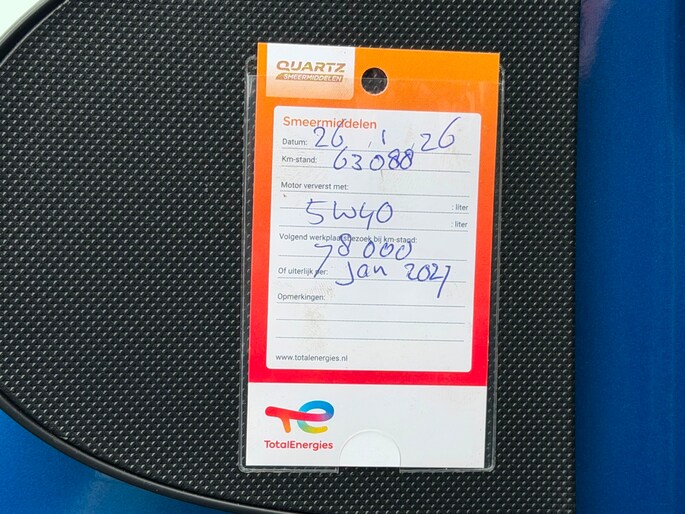 QUARTZ
SMEERMIDDELEN
Smeermiddelen
Datum: 26 , 1 , 26
Km-stand: 63088
Motor ververst met:
: liter
5W40
: liter
Volgend werkplaatsbezoek bij km-stand:
78000
Of uiterlijk per: Jan 2027
Opmerkingen:
www.totalenergies.nl
TotalEnergies